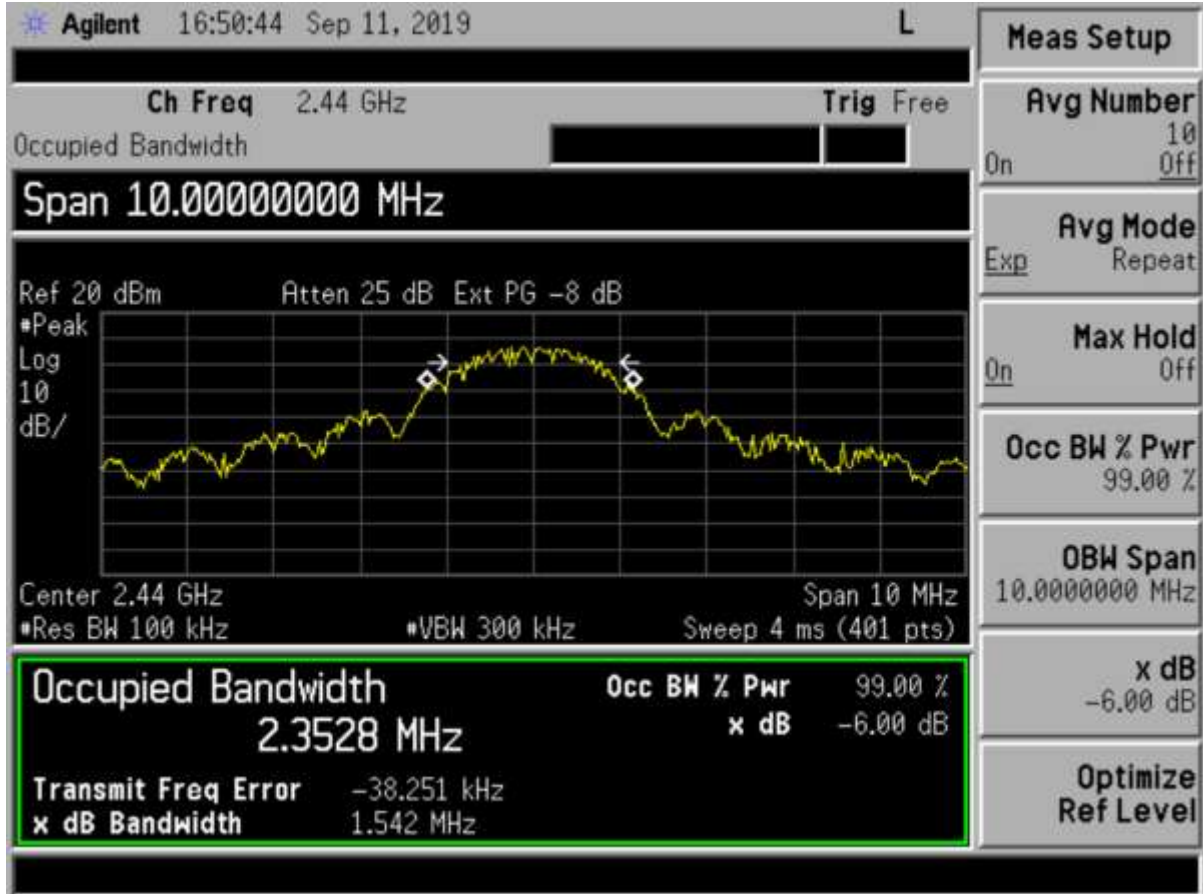 Agilent 16:50:44 Sep 11, 2019 L
Ch Freq 2.44 GHz Trig Free
Occupied Bandwidth
Span 10.00000000 MHz
Ref 20 dBm Atten 25 dB Ext PG -8 dB
#Peak
Log
10
dB/
Center 2.44 GHz Span 10 MHz
#Res BW 100 kHz #VBW 300 kHz Sweep 4 ms (401 pts)
Occupied Bandwidth
2.3528 MHz
Occ BW % Pwr 99.00 %
x dB -6.00 dB
Transmit Freq Error -38.251 kHz
x dB Bandwidth 1.542 MHz
Meas Setup
Avg Number
10
On Off
Avg Mode
Exp Repeat
Max Hold
On Off
Occ BW % Pwr
99.00 %
OBW Span
10.0000000 MHz
x dB
-6.00 dB
Optimize
Ref Level